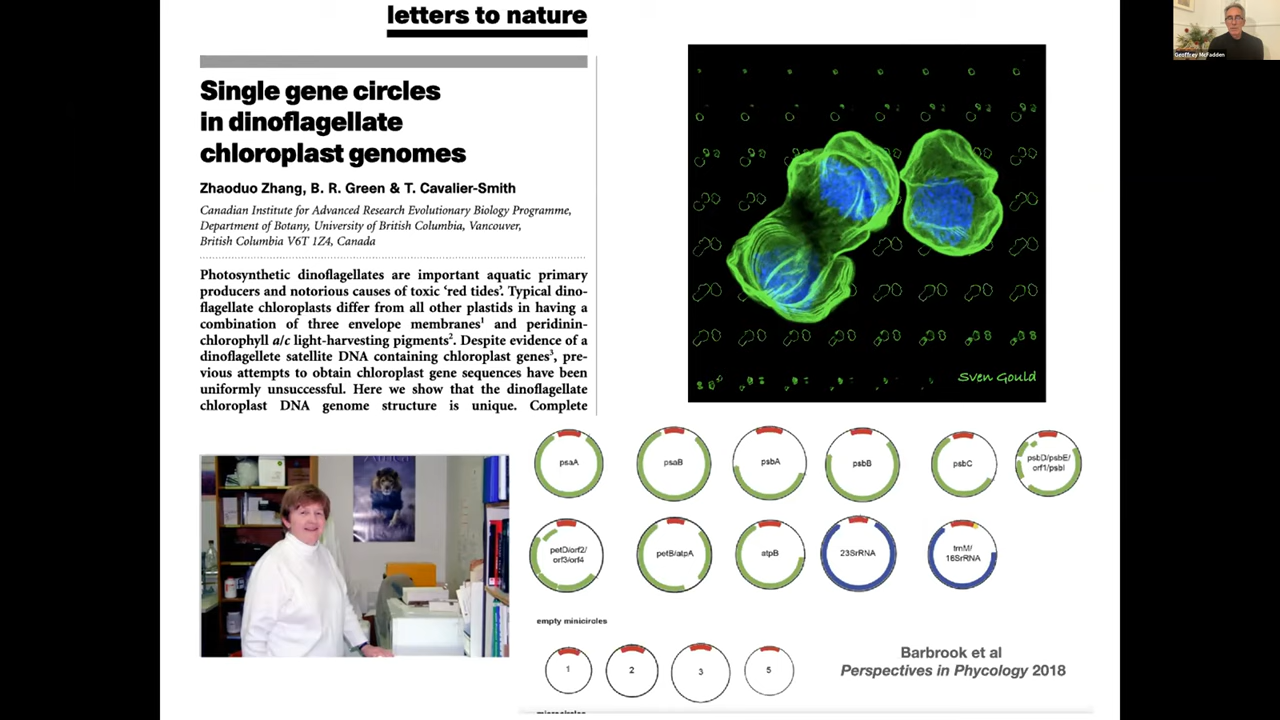 letters to nature
Single gene circles
in dinoflagellate
chloroplast genomes
Zhaoduo Zhang, B. R. Green & T. Cavalier-Smith
Canadian Institute for Advanced Research Evolutionary Biology Programme,
Department of Botany, University of British Columbia, Vancouver,
British Columbia V6T 1Z4, Canada
Photosynthetic dinoflagellates are important aquatic primary
producers and notorious causes of toxic ‘red tides’. Typical dino-
flagellate chloroplasts differ from all other plastids in having a
combination of three envelope membranes1 and peridinin-
chlorophyll a/c light-harvesting pigments2. Despite evidence of a
dinoflagellete satellite DNA containing chloroplast genes3, pre-
vious attempts to obtain chloroplast gene sequences have been
uniformly unsuccessful. Here we show that the dinoflagellate
chloroplast DNA genome structure is unique. Complete
Sven Gould
Geoffrey McFadden
psaA
psaB
psbA
psbB
psbC
psbD/psbE/
orf1/psbI
petD/orf2/
orf3/orf4
petB/atpA
atpB
23SrRNA
trnM/
16SrRNA
empty minicircles
1
2
3
5
Barbrook et al
Perspectives in Phycology 2018